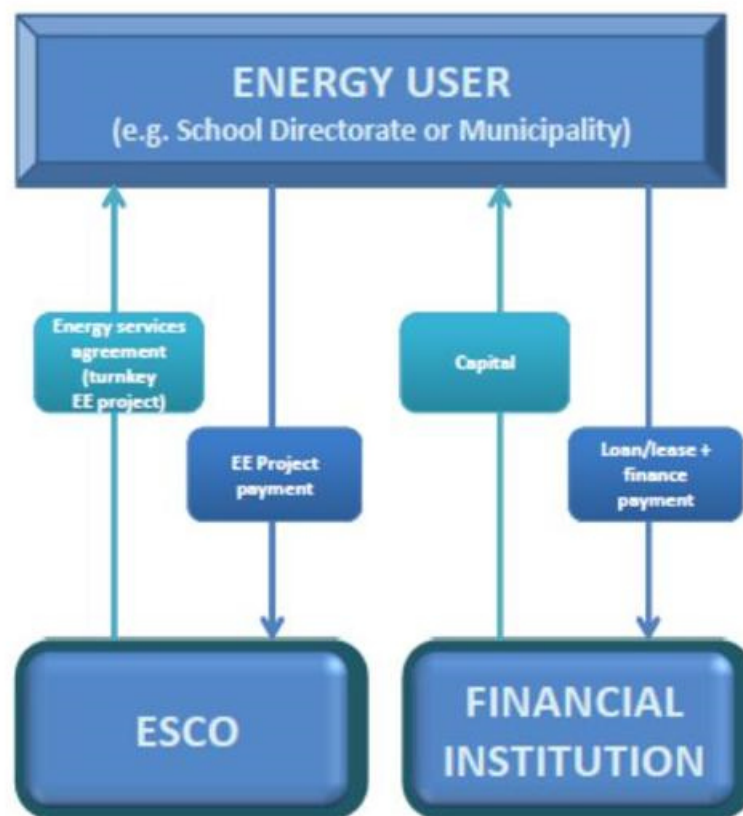 ENERGY USER
(e.g. School Directorate or Municipality)
Energy services
agreement
(turnkey
EE project)
Capital
EE Project
payment
Loan/lease +
finance
payment
ESCO
FINANCIAL
INSTITUTION